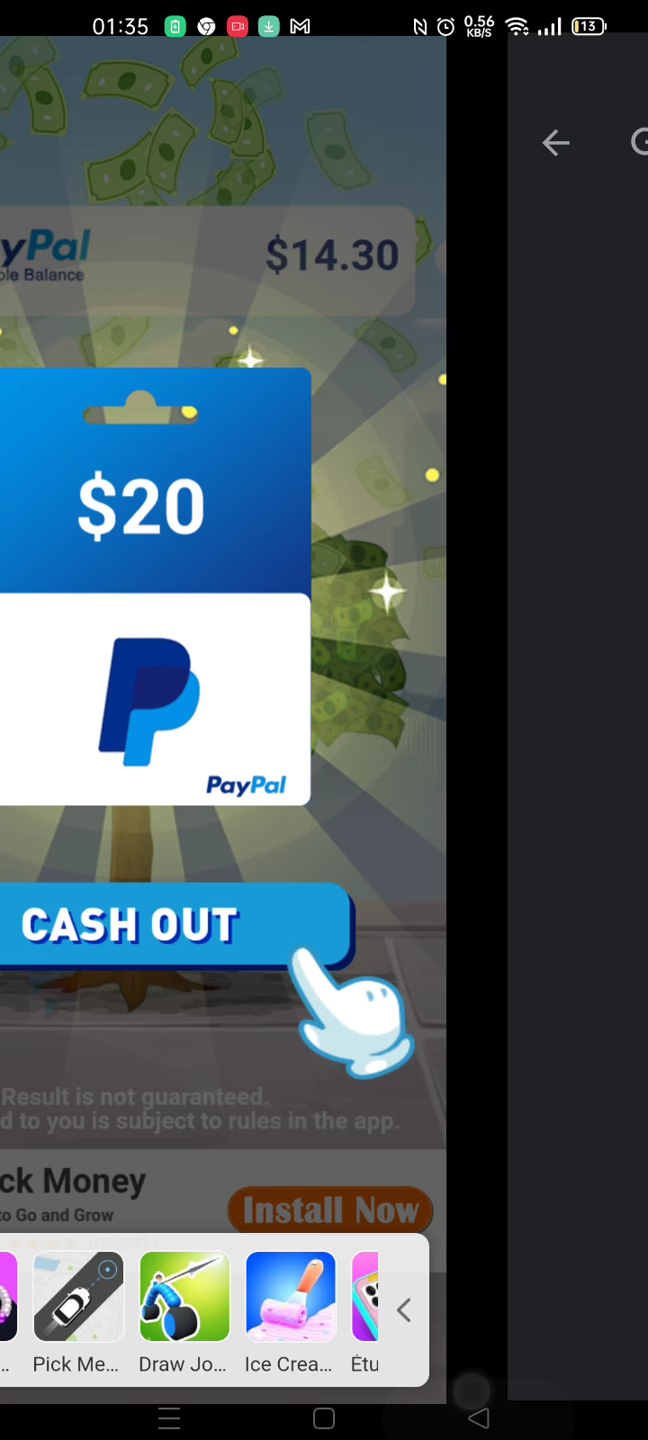 01:35
0.56
KB/S
13
yPal
$14.30
ole Balance
$20
PayPal
CASH OUT
Result is not guaranteed.
d to you is subject to rules in the app.
ck Money
to Go and Grow
Install Now
Pick Me...
Draw Jo...
Ice Crea...
Étu